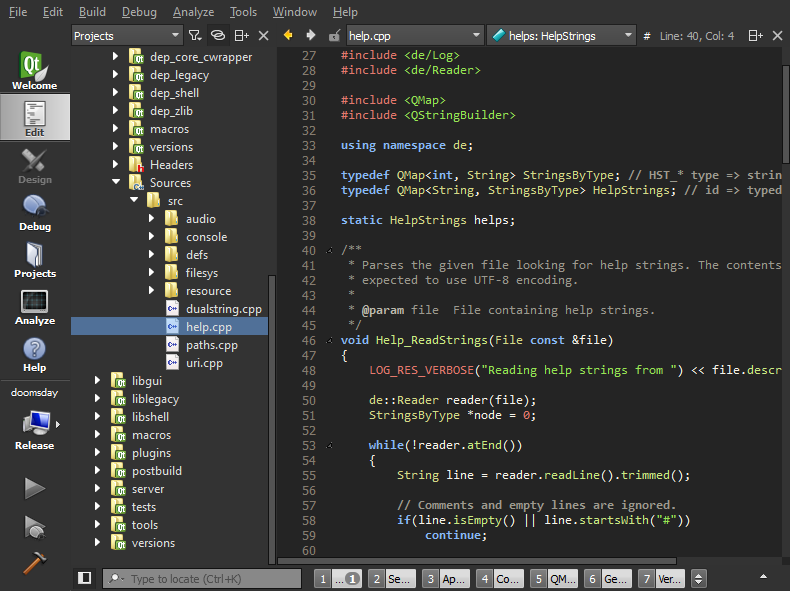 File Edit Build Debug Analyze Tools Window Help
Projects help.cpp helps: HelpStrings # Line: 40, Col: 4
Welcome
Edit
Design
Debug
Projects
Analyze
Help
doomsday
Release
dep_core_cwrapper
dep_legacy
dep_shell
dep_zlib
macros
versions
Headers
Sources
src
audio
console
defs
filesys
resource
dualstring.cpp
help.cpp
paths.cpp
uri.cpp
libgui
liblegacy
libshell
macros
plugins
postbuild
server
tests
tools
versions
27 #include <de/Log>
28 #include <de/Reader>
29
30 #include <QMap>
31 #include <QStringBuilder>
32
33 using namespace de;
34
35 typedef QMap<int, String> StringsByType; // HST_* type => strin
36 typedef QMap<String, StringsByType> HelpStrings; // id => typed
37
38 static HelpStrings helps;
39
40 /**
41 * Parses the given file looking for help strings. The contents
42 * expected to use UTF-8 encoding.
43 *
44 * @param file  File containing help strings.
45 */
46 void Help_ReadStrings(File const &file)
47 {
48 LOG_RES_VERBOSE("Reading help strings from ") << file.descr
49
50 de::Reader reader(file);
51 StringsByType *node = 0;
52
53 while(!reader.atEnd())
54 {
55 String line = reader.readLine().trimmed();
56
57 // Comments and empty lines are ignored.
58 if(line.isEmpty() || line.startsWith("#"))
59 continue;
60
Type to locate (Ctrl+K) 1 ... 1 2 Se... 3 Ap... 4 Co... 5 QM... 6 Ge... 7 Ver...